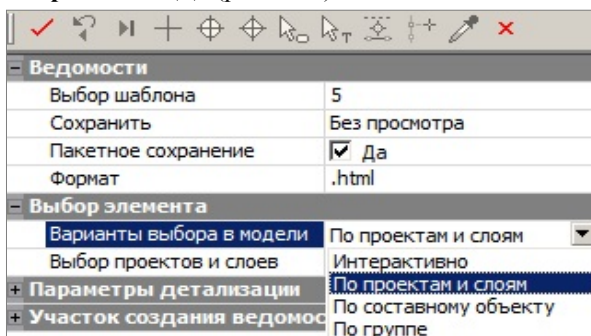 Ведомости
Выбор шаблона 5
Сохранить Без просмотра
Пакетное сохранение Да
Формат .html
Выбор элемента
Варианты выбора в модели По проектам и слоям
Выбор проектов и слоев Интерактивно
Параметры детализации По проектам и слоям
По составному объекту
Участок создания ведомос
По группе